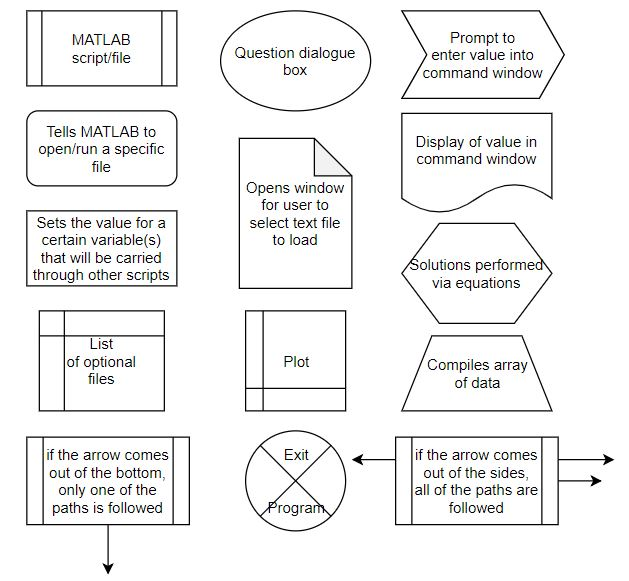 MATLAB
script/file
Question dialogue
box
Prompt to
enter value into
command window
Tells MATLAB to
open/run a specific
file
Opens window
for user to
select text file
to load
Display of value in
command window
Sets the value for a
certain variable(s)
that will be carried
through other scripts
Solutions performed
via equations
List
of optional
files
Plot
Compiles array
of data
if the arrow comes
out of the bottom,
only one of the
paths is followed
Exit
Program
if the arrow comes
out of the sides,
all of the paths are
followed